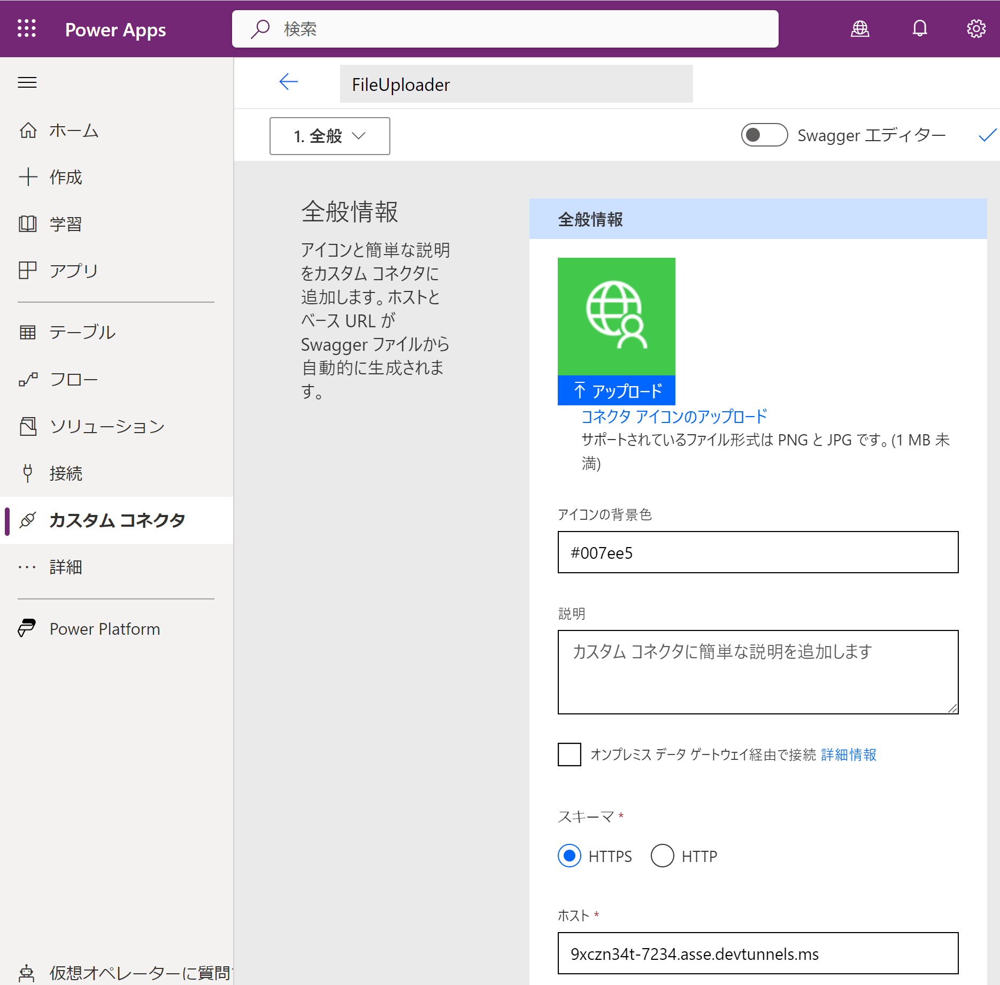 Power Apps
検索
FileUploader
1. 全般
Swagger エディター
ホーム
作成
学習
アプリ
テーブル
フロー
ソリューション
接続
カスタム コネクタ
詳細
Power Platform
仮想オペレーターに質問
全般情報
アイコンと簡単な説明
をカスタム コネクタに
追加します。ホストと
ベース URL が
Swagger ファイルから
自動的に生成されま
す。
全般情報
アップロード
コネクタ アイコンのアップロード
サポートされているファイル形式は PNG と JPG です。(1 MB 未
満)
アイコンの背景色
#007ee5
説明
カスタム コネクタに簡単な説明を追加します
オンプレミス データ ゲートウェイ経由で接続 詳細情報
スキーマ *
HTTPS HTTP
ホスト *
9xczn34t-7234.asse.devtunnels.ms